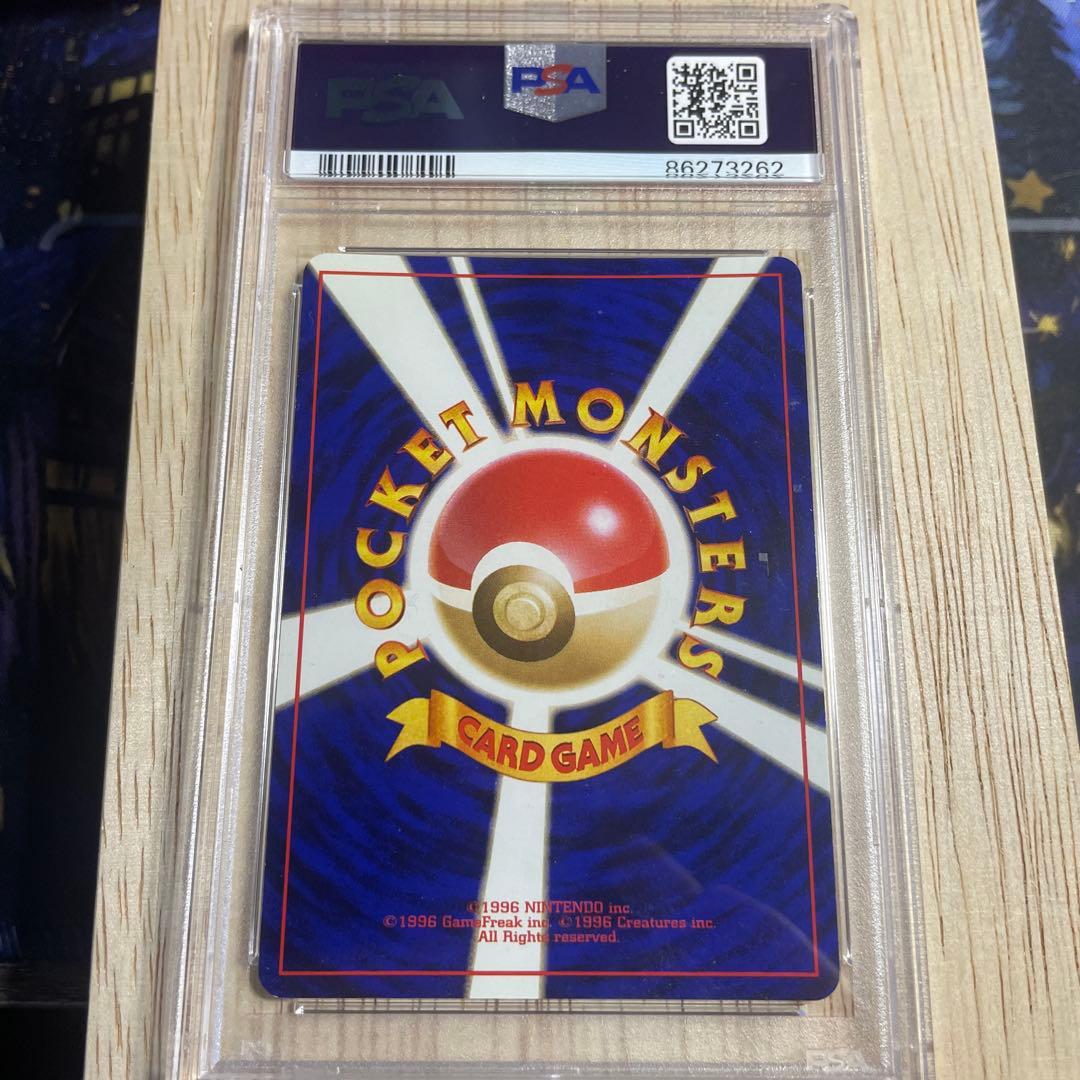 PSA
PSA
86273262
POCKET MONSTERS
CARD GAME
©1996 NINTENDO inc.
©1996 GameFreak inc. ©1996 Creatures inc.
All Rights reserved.
PSA